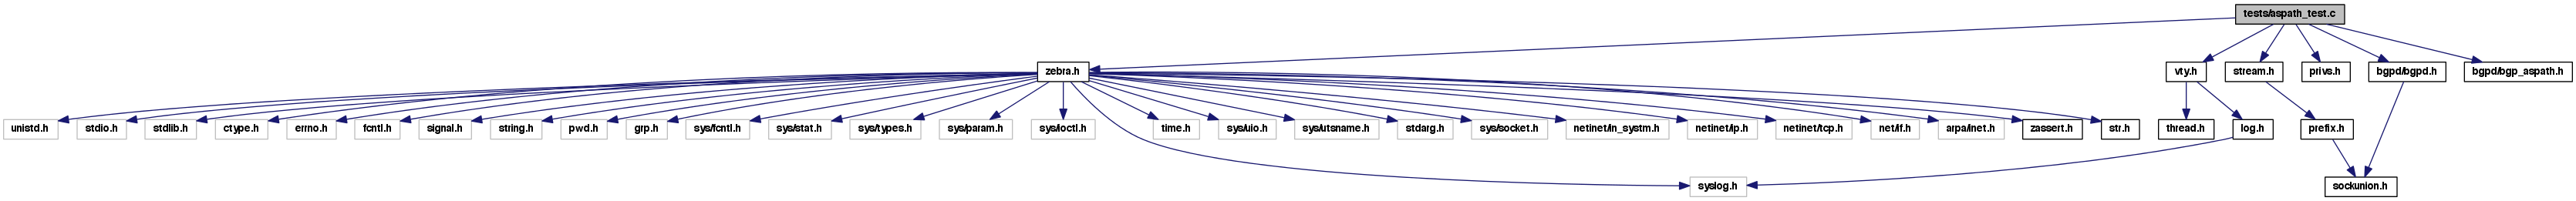 tests/aspath_test.c
zebra.h
vty.h
stream.h
privs.h
bgpd/bgpd.h
bgpd/bgp_aspath.h
unistd.h
stdio.h
stdlib.h
ctype.h
errno.h
fcntl.h
signal.h
string.h
pwd.h
grp.h
sys/fcntl.h
sys/stat.h
sys/types.h
sys/param.h
sys/ioctl.h
time.h
sys/uio.h
sys/utsname.h
stdarg.h
sys/socket.h
netinet/in_systm.h
netinet/ip.h
netinet/tcp.h
net/if.h
arpa/inet.h
zassert.h
str.h
thread.h
log.h
prefix.h
syslog.h
sockunion.h